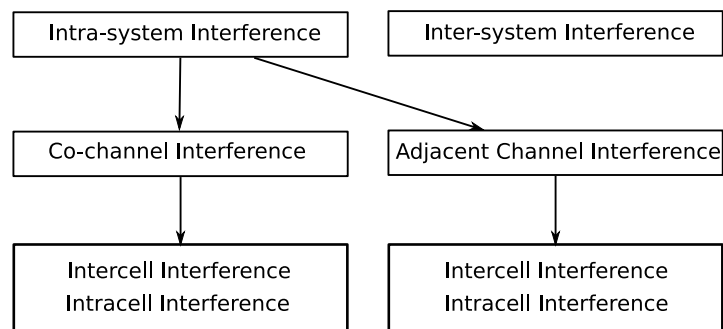 Intra-system Interference
Inter-system Interference
Co-channel Interference
Adjacent Channel Interference
Intercell Interference
Intracell Interference
Intercell Interference
Intracell Interference